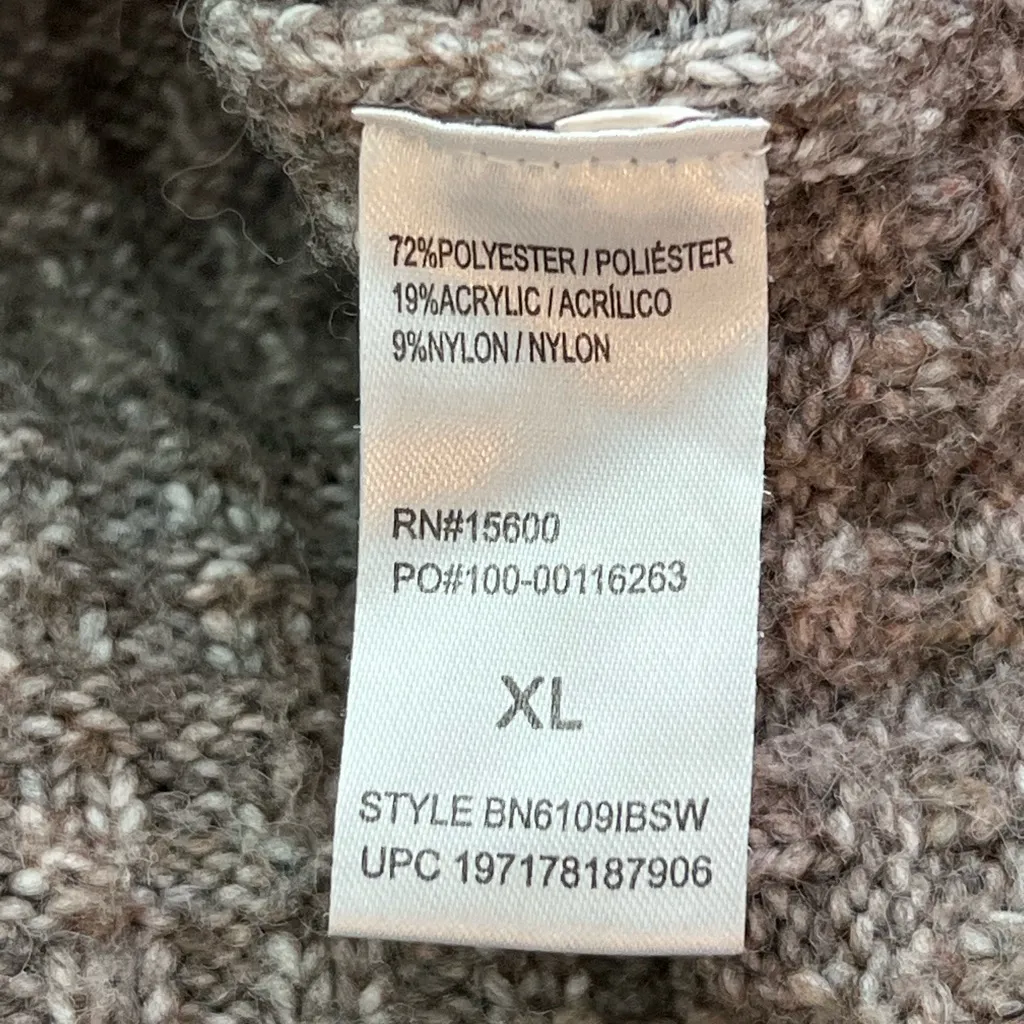 72%POLYESTER / POLIÉSTER
19%ACRYLIC / ACRÍLICO
9%NYLON / NYLON
RN#15600
PO#100-00116263
XL
STYLE BN6109IBSW
UPC 197178187906